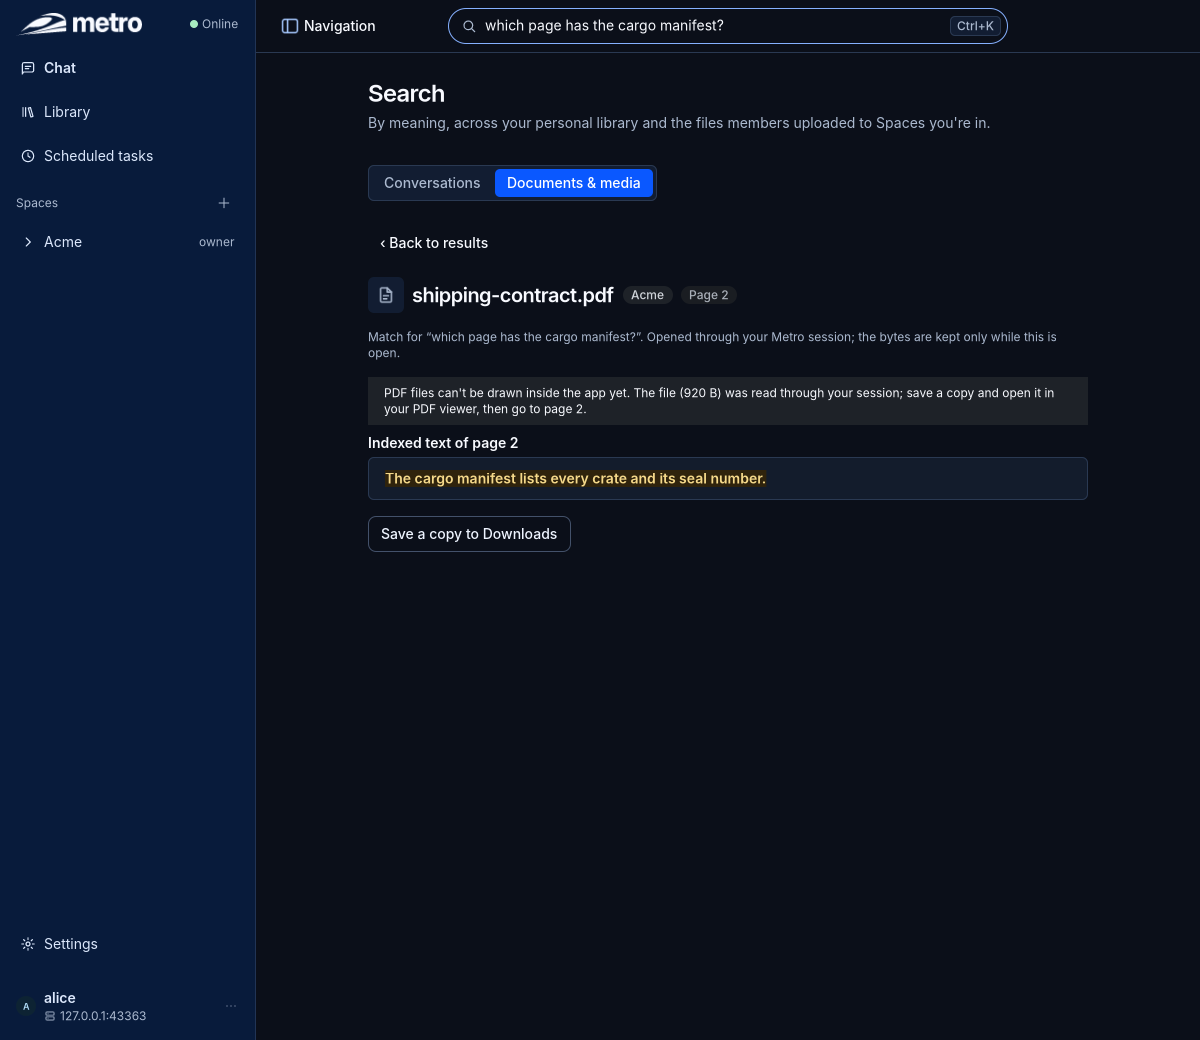 metro
Online
Chat
Library
Scheduled tasks
Spaces
Acme
owner
Settings
A
alice
127.0.0.1:43363
Navigation
which page has the cargo manifest?
Ctrl+K
Search
By meaning, across your personal library and the files members uploaded to Spaces you're in.
Conversations
Documents & media
‹ Back to results
shipping-contract.pdf
Acme
Page 2
Match for “which page has the cargo manifest?”. Opened through your Metro session; the bytes are kept only while this is
open.
PDF files can't be drawn inside the app yet. The file (920 B) was read through your session; save a copy and open it in
your PDF viewer, then go to page 2.
Indexed text of page 2
The cargo manifest lists every crate and its seal number.
Save a copy to Downloads